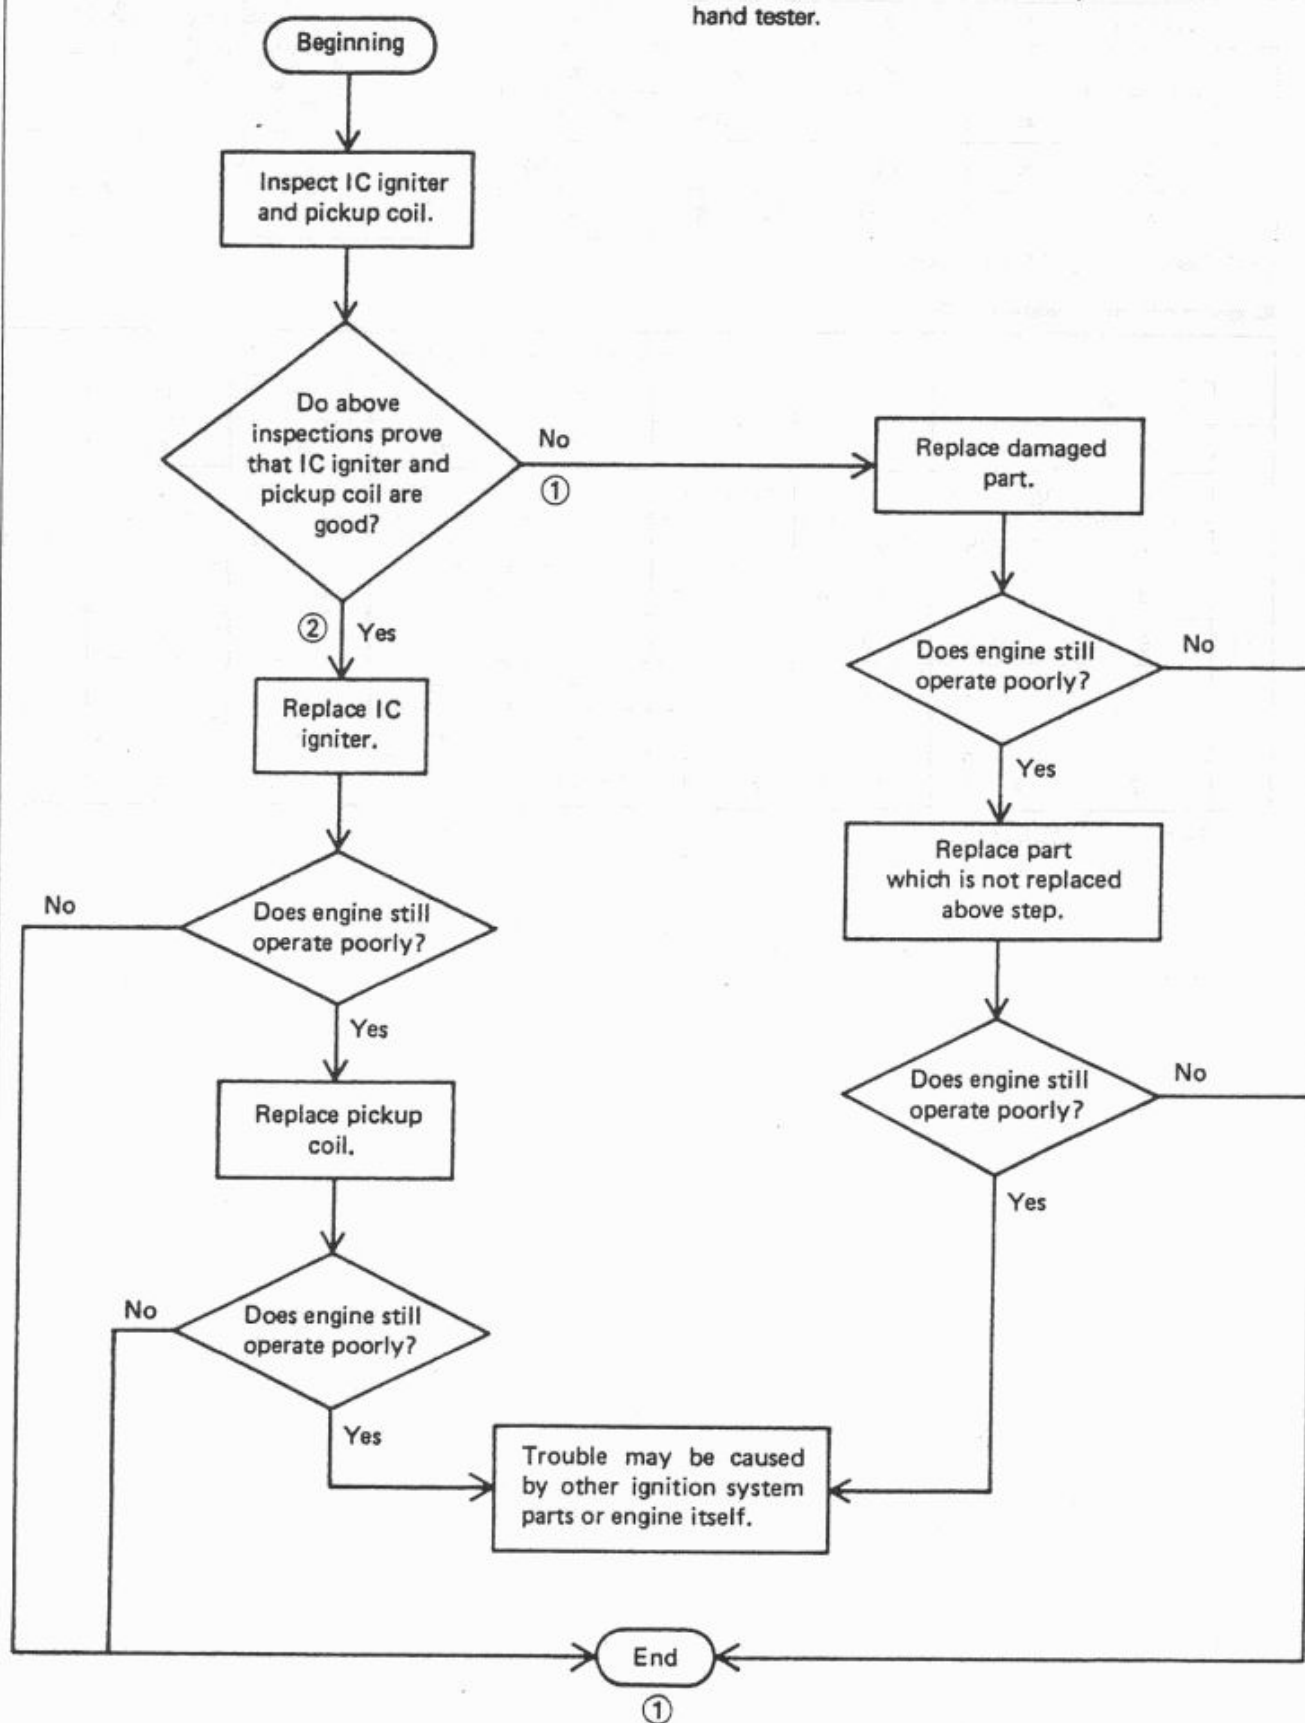 hand tester.
Beginning
Inspect IC igniter
and pickup coil.
Do above
inspections prove
that IC igniter and
pickup coil are
good?
No
①
Replace damaged
part.
② Yes
Does engine still
operate poorly?
No
Replace IC
igniter.
Yes
Replace part
which is not replaced
above step.
No
Does engine still
operate poorly?
Yes
Does engine still
operate poorly?
No
Replace pickup
coil.
Yes
No
Does engine still
operate poorly?
Yes
Trouble may be caused
by other ignition system
parts or engine itself.
End
①